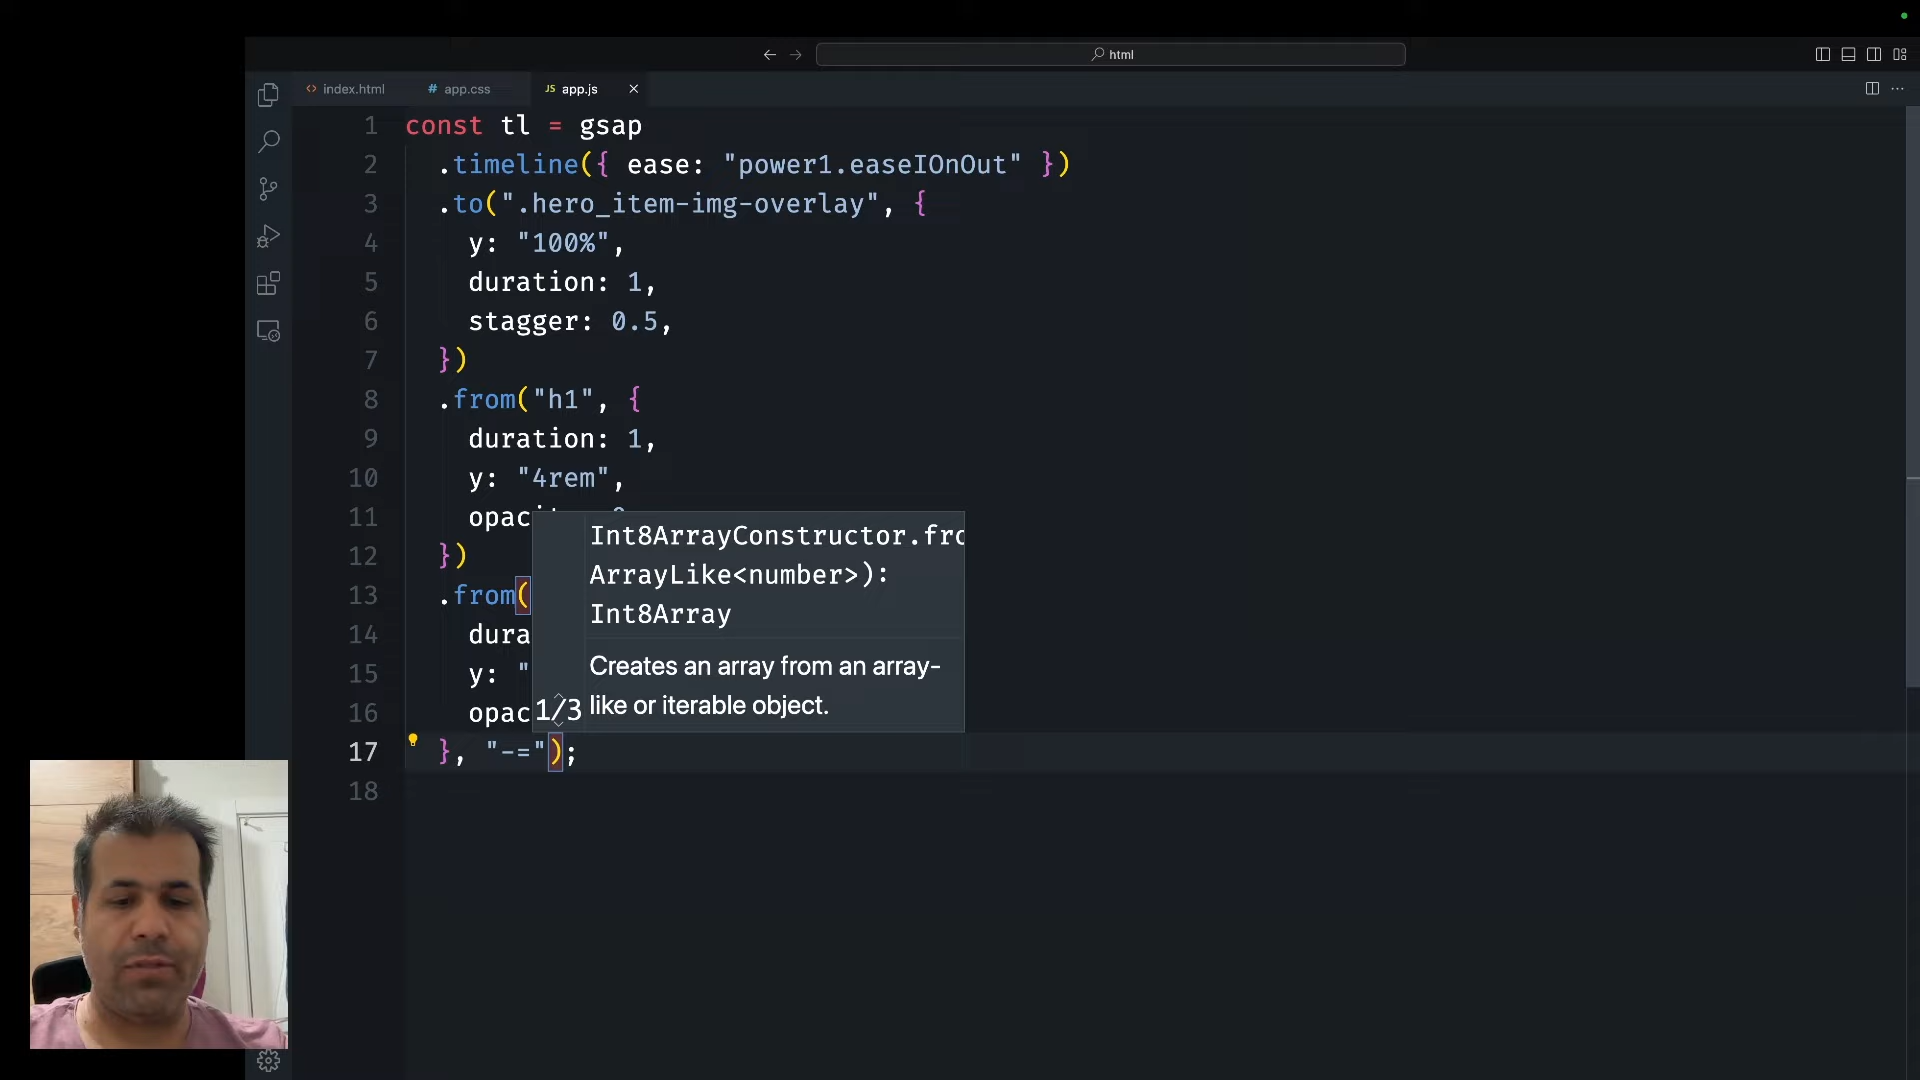 html
index.html
# app.css
JS app.js
1 const tl = gsap
2 .timeline({ ease: "power1.easeIOnOut" })
3 .to(".hero_item-img-overlay", {
4 y: "100%",
5 duration: 1,
6 stagger: 0.5,
7 })
8 .from("h1", {
9 duration: 1,
10 y: "4rem",
11 opac
12 })
13 .from(
14 dura
15 y: "
16 opac
17 }, "-=");
18
Int8ArrayConstructor.fro
ArrayLike<number>):
Int8Array
Creates an array from an array-
like or iterable object.
1/3